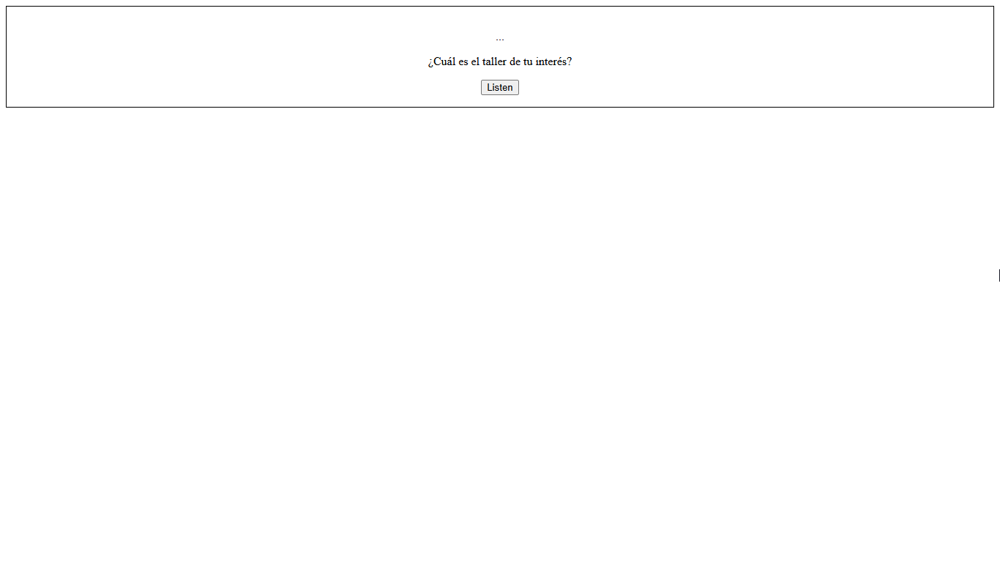 ...
¿Cuál es el taller de tu interés?
Listen